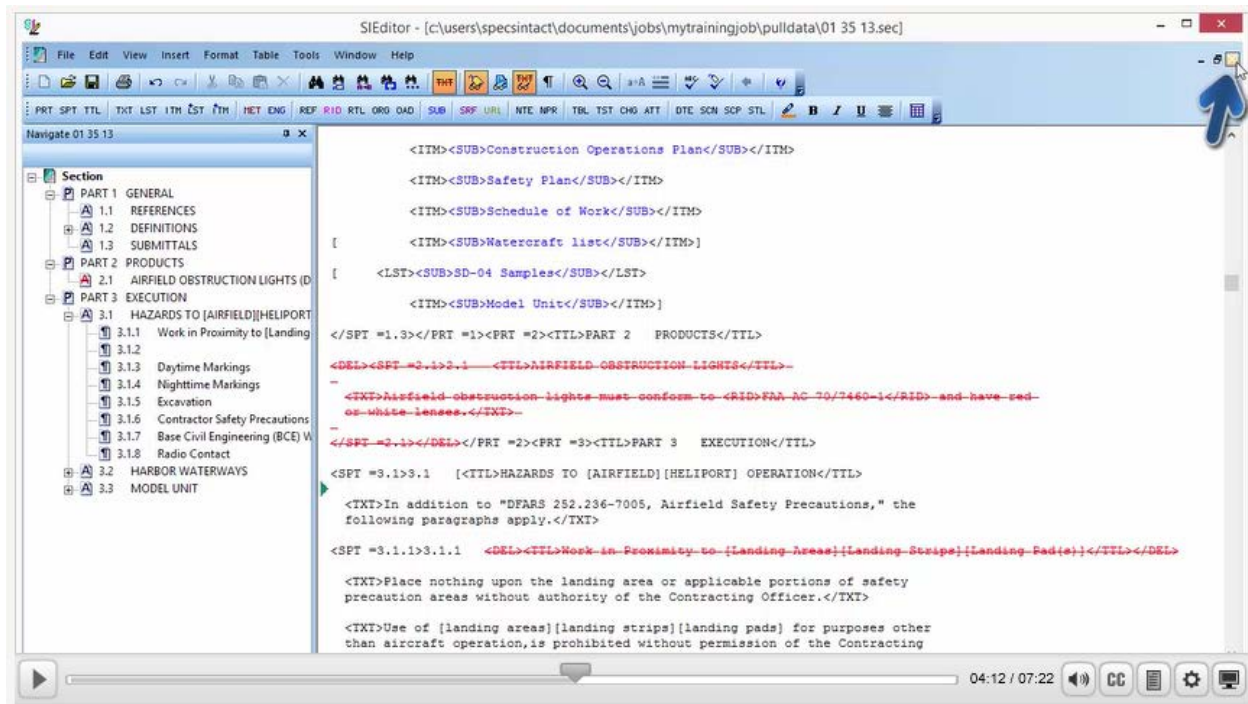 SIEditor - [c:\users\specsintact\documents\jobs\mytrainingjob\pulldata\01 35 13.sec]
File Edit View Insert Format Table Tools Window Help
PRT SPT TTL TXT LST ITM LST ITM MET ENG REF RID RTL ORG OAD SUB SRF URL NTE NPR TBL TST CHG ATT DTE SCN SCP STL B I U
Navigate 01 35 13
Section
PART 1 GENERAL
1.1 REFERENCES
1.2 DEFINITIONS
1.3 SUBMITTALS
PART 2 PRODUCTS
2.1 AIRFIELD OBSTRUCTION LIGHTS (D
PART 3 EXECUTION
3.1 HAZARDS TO [AIRFIELD][HELIPORT
3.1.1 Work in Proximity to [Landing
3.1.2
3.1.3 Daytime Markings
3.1.4 Nighttime Markings
3.1.5 Excavation
3.1.6 Contractor Safety Precautions
3.1.7 Base Civil Engineering (BCE) W
3.1.8 Radio Contact
3.2 HARBOR WATERWAYS
3.3 MODEL UNIT
<ITM><SUB>Construction Operations Plan</SUB></ITM>
<ITM><SUB>Safety Plan</SUB></ITM>
<ITM><SUB>Schedule of Work</SUB></ITM>
[ <ITM><SUB>Watercraft list</SUB></ITM>]
[ <LST><SUB>SD-04 Samples</SUB></LST>
<ITM><SUB>Model Unit</SUB></ITM>]
</SPT =1.3></PRT =1><PRT =2><TTL>PART 2 PRODUCTS</TTL>
<DEL><SPT =2.1>2.1 <TTL>AIRFIELD OBSTRUCTION LIGHTS</TTL>
<TXT>Airfield obstruction lights must conform to <RID>FAA AC 70/7460-1</RID> and have red
or white lenses.</TXT>
</SPT =2.1></DEL></PRT =2><PRT =3><TTL>PART 3 EXECUTION</TTL>
<SPT =3.1>3.1 [<TTL>HAZARDS TO [AIRFIELD][HELIPORT] OPERATION</TTL>
<TXT>In addition to "DFARS 252.236-7005, Airfield Safety Precautions," the
following paragraphs apply.</TXT>
<SPT =3.1.1>3.1.1 <DEL><TTL>Work in Proximity to [Landing Areas][Landing Strips][Landing Pad(s)]</TTL></DEL>
<TXT>Place nothing upon the landing area or applicable portions of safety
precaution areas without authority of the Contracting Officer.</TXT>
<TXT>Use of [landing areas][landing strips][landing pads] for purposes other
than aircraft operation,is prohibited without permission of the Contracting
04:12 / 07:22 CC